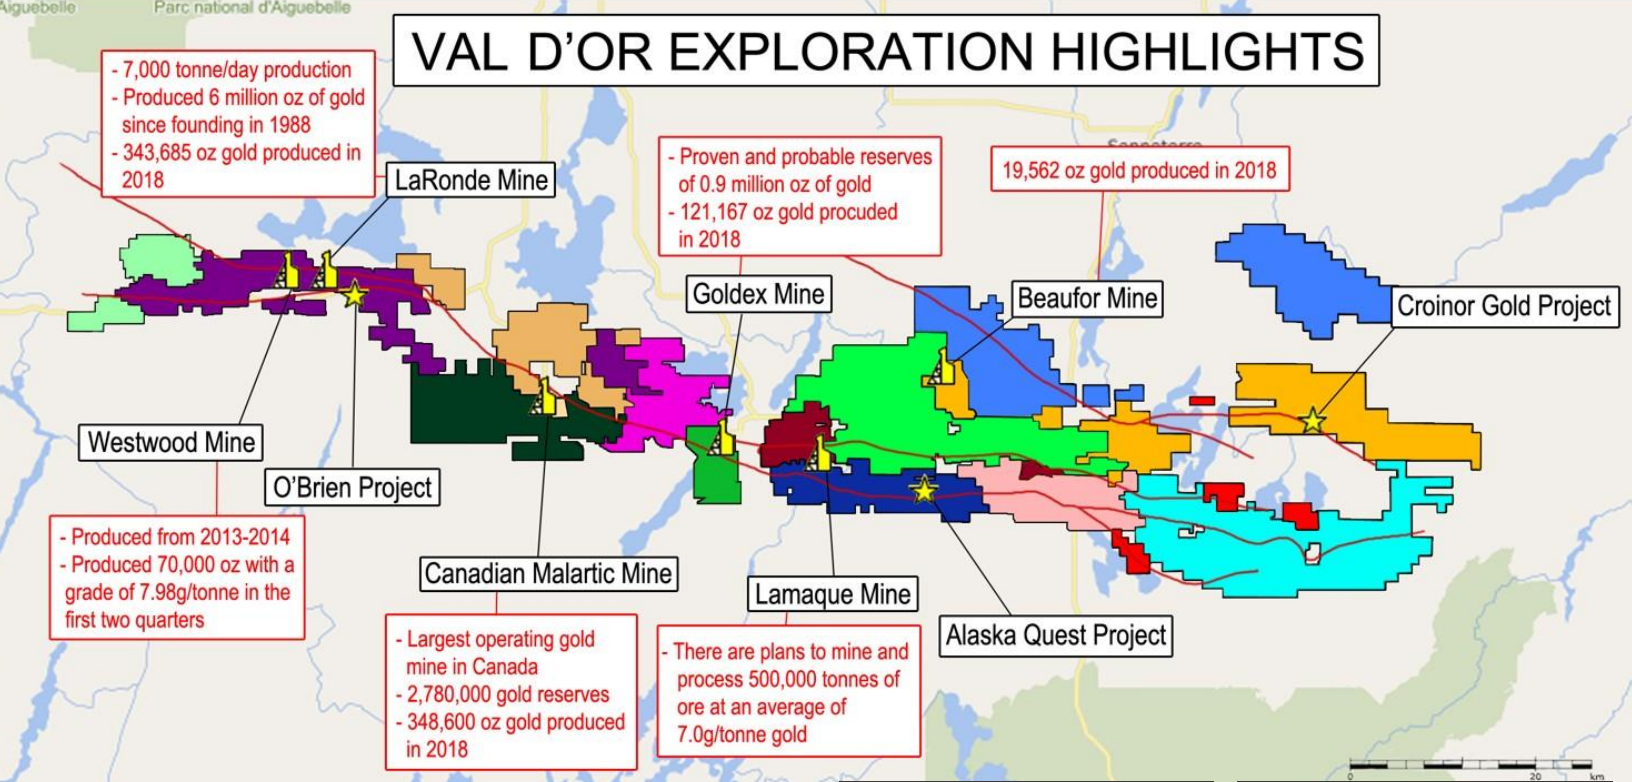 Aiguebelle
Parc national d'Aiguebelle
VAL D'OR EXPLORATION HIGHLIGHTS
- 7,000 tonne/day production
- Produced 6 million oz of gold
since founding in 1988
- 343,685 oz gold produced in
2018
LaRonde Mine
- Proven and probable reserves
of 0.9 million oz of gold
- 121,167 oz gold procuded
in 2018
Goldex Mine
19,562 oz gold produced in 2018
Beaufor Mine
Croinor Gold Project
Westwood Mine
O'Brien Project
- Produced from 2013-2014
- Produced 70,000 oz with a
grade of 7.98g/tonne in the
first two quarters
Canadian Malartic Mine
- Largest operating gold
mine in Canada
- 2,780,000 gold reserves
- 348,600 oz gold produced
in 2018
Lamaque Mine
- There are plans to mine and
process 500,000 tonnes of
ore at an average of
7.0g/tonne gold
Alaska Quest Project
0 20 km